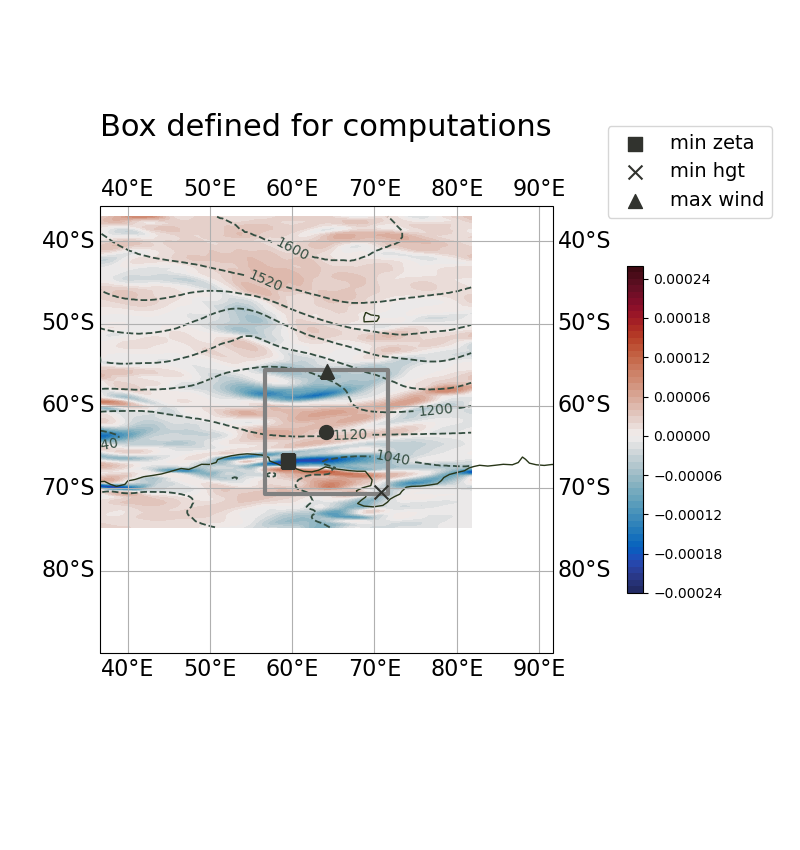 Box defined for computations
min zeta
min hgt
max wind
40°E 50°E 60°E 70°E 80°E 90°E
40°S 40°S
50°S 50°S
60°S 60°S
70°S 70°S
80°S 80°S
40°E 50°E 60°E 70°E 80°E 90°E
1600
1520
1200
1120
1040
40
0.00024
0.00018
0.00012
0.00006
0.00000
−0.00006
−0.00012
−0.00018
−0.00024